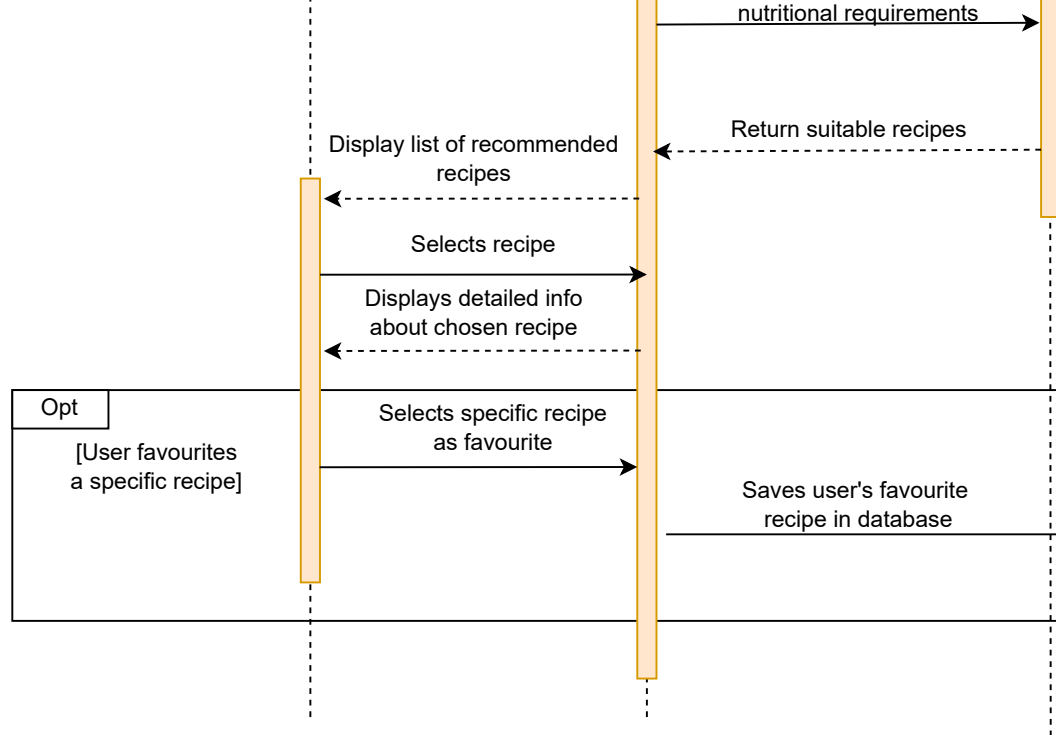 nutritional requirements
Return suitable recipes
Display list of recommended
recipes
Selects recipe
Displays detailed info
about chosen recipe
Opt
Selects specific recipe
as favourite
[User favourites
a specific recipe]
Saves user's favourite
recipe in database